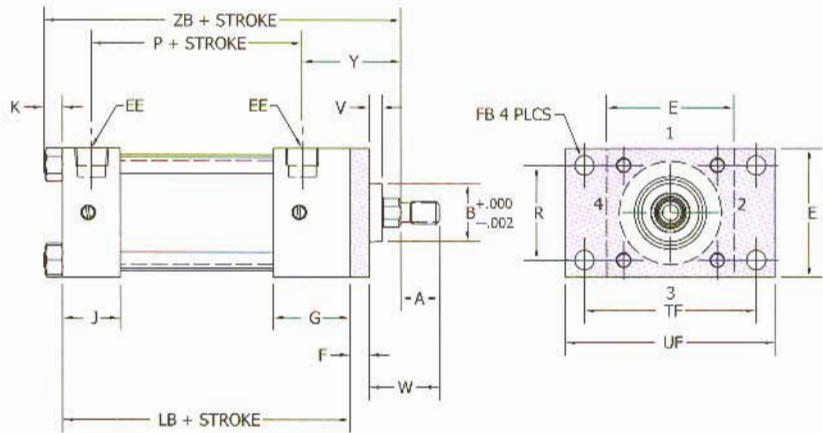 ZB + STROKE
P + STROKE
Y
K
EE
EE
V
FB 4 PLCS
E
1
B +.000
-.002
R
4
2
E
3
A
J
G
F
W
TF
UF
LB + STROKE